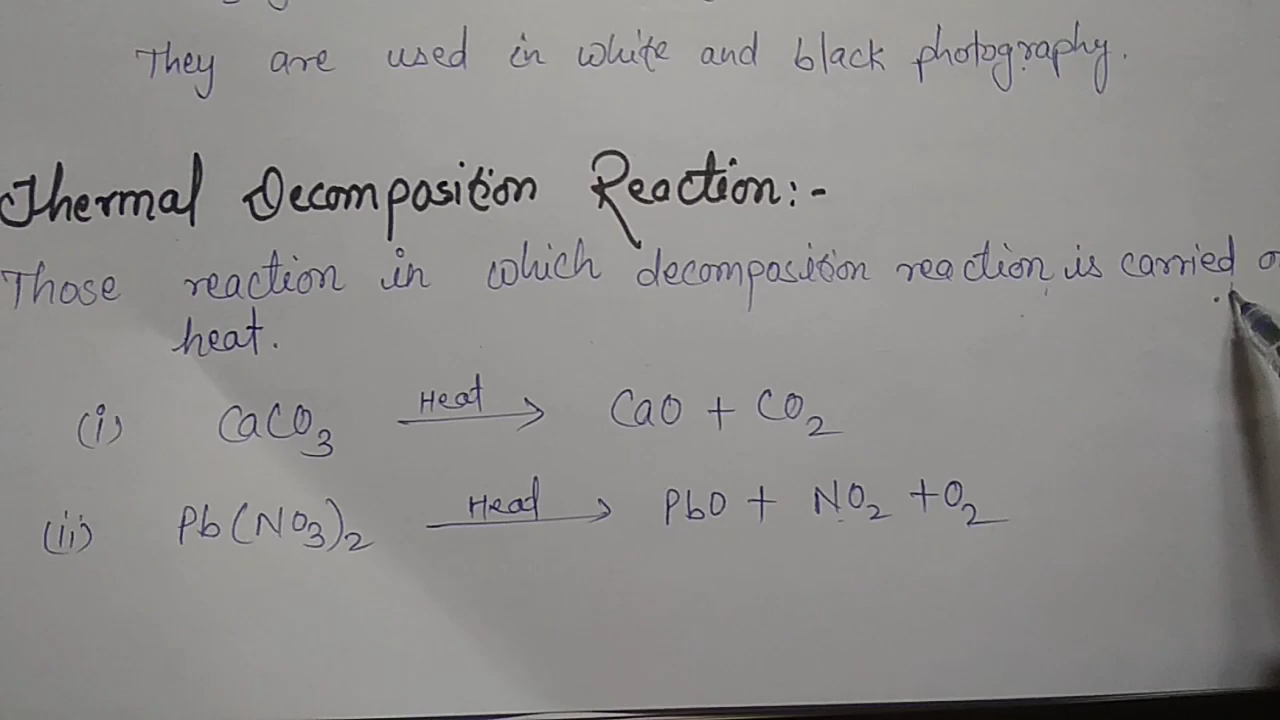 They are used in white and black photography.
Thermal Decomposition Reaction:-
Those reaction in which decomposition reaction is carried
heat.
(i) CaCO3 Heat → CaO + CO2
(ii) Pb(NO3)2 Head → PbO + NO2 + O2